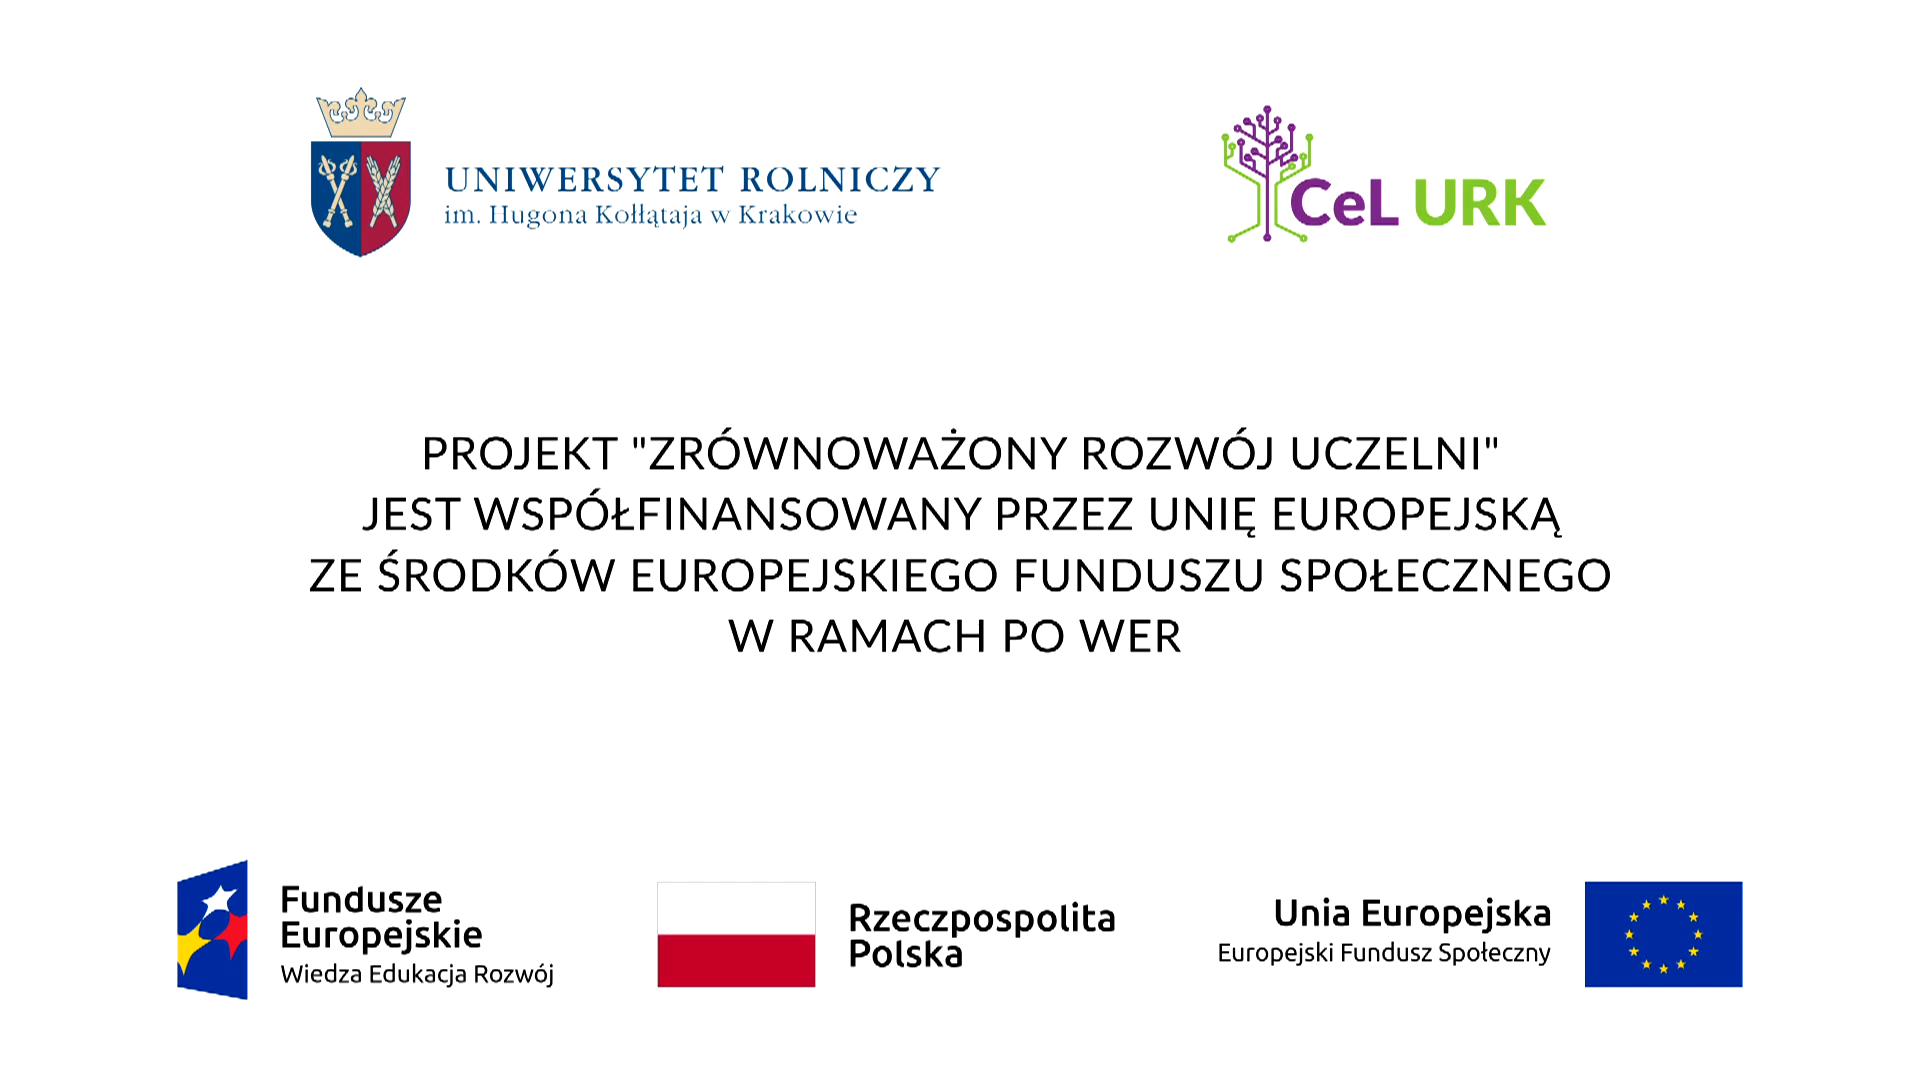 UNIWERSYTET ROLNICZY
im. Hugona Kołłątaja w Krakowie
CeL URK
PROJEKT "ZRÓWNOWAŻONY ROZWÓJ UCZELNI"
JEST WSPÓŁFINANSOWANY PRZEZ UNIĘ EUROPEJSKĄ
ZE ŚRODKÓW EUROPEJSKIEGO FUNDUSZU SPOŁECZNEGO
W RAMACH PO WER
Fundusze
Europejskie
Wiedza Edukacja Rozwój
Rzeczpospolita
Polska
Unia Europejska
Europejski Fundusz Społeczny